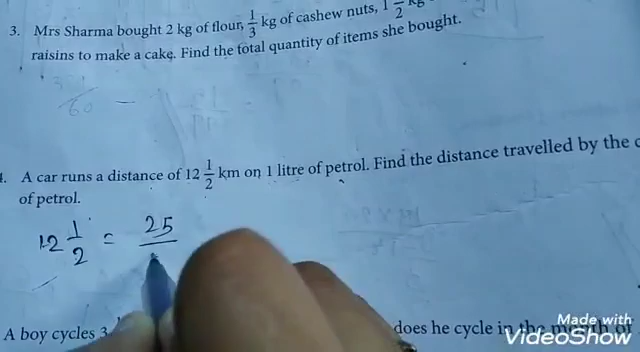 3. Mrs Sharma bought 2 kg of flour, 1/3 kg of cashew nuts, 1 1/2 kg
raisins to make a cake. Find the total quantity of items she bought.
4. A car runs a distance of 12 1/2 km on 1 litre of petrol. Find the distance travelled by the
of petrol.
12 1/2 = 25
A boy cycles 3 does he cycle in the month of
Made with
VideoShow